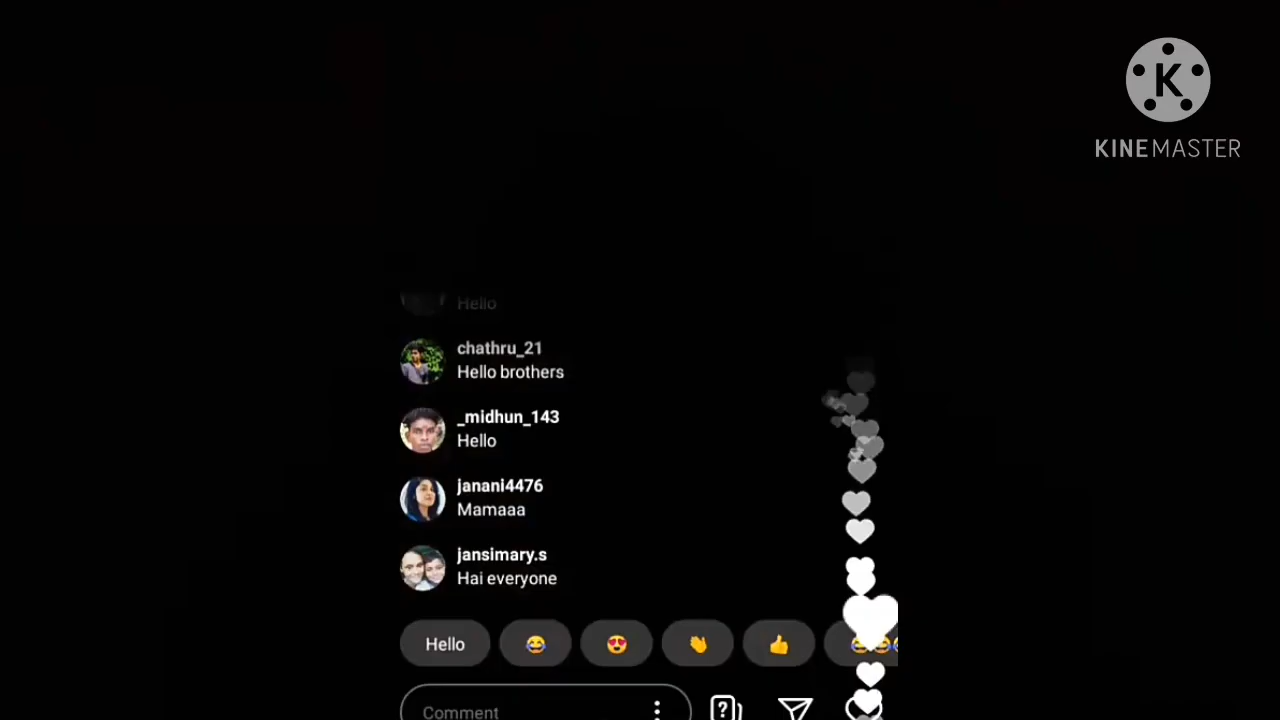 K
KINEMASTER
Hello
chathru_21
Hello brothers
_midhun_143
Hello
janani4476
Mamaaa
jansimary.s
Hai everyone
Hello
Comment
?